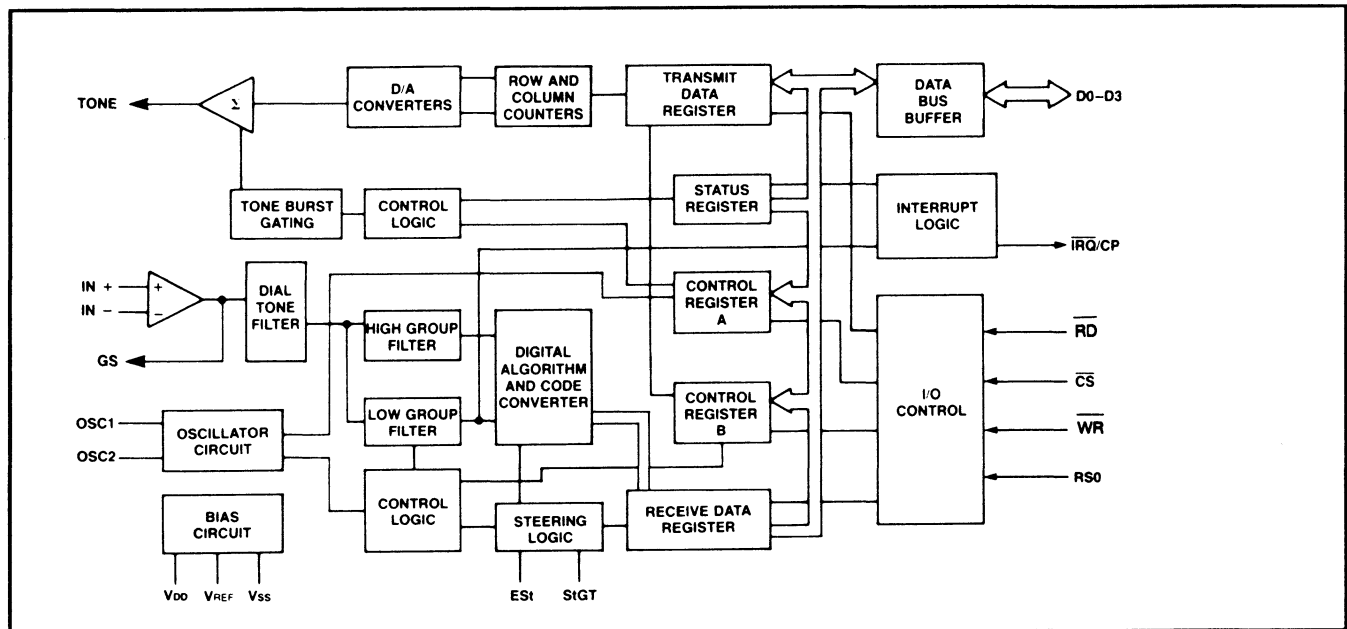 TONE
Σ
D/A
CONVERTERS
ROW AND
COLUMN
COUNTERS
TRANSMIT
DATA
REGISTER
DATA
BUS
BUFFER
D0–D3
TONE BURST
GATING
CONTROL
LOGIC
STATUS
REGISTER
INTERRUPT
LOGIC
IRQ/CP
IN +
IN −
+
−
GS
DIAL
TONE
FILTER
HIGH GROUP
FILTER
LOW GROUP
FILTER
DIGITAL
ALGORITHM
AND CODE
CONVERTER
CONTROL
REGISTER
A
CONTROL
REGISTER
B
I/O
CONTROL
RD
CS
WR
RS0
OSC1
OSC2
OSCILLATOR
CIRCUIT
BIAS
CIRCUIT
VDD VREF VSS
CONTROL
LOGIC
STEERING
LOGIC
RECEIVE DATA
REGISTER
ESt StGT